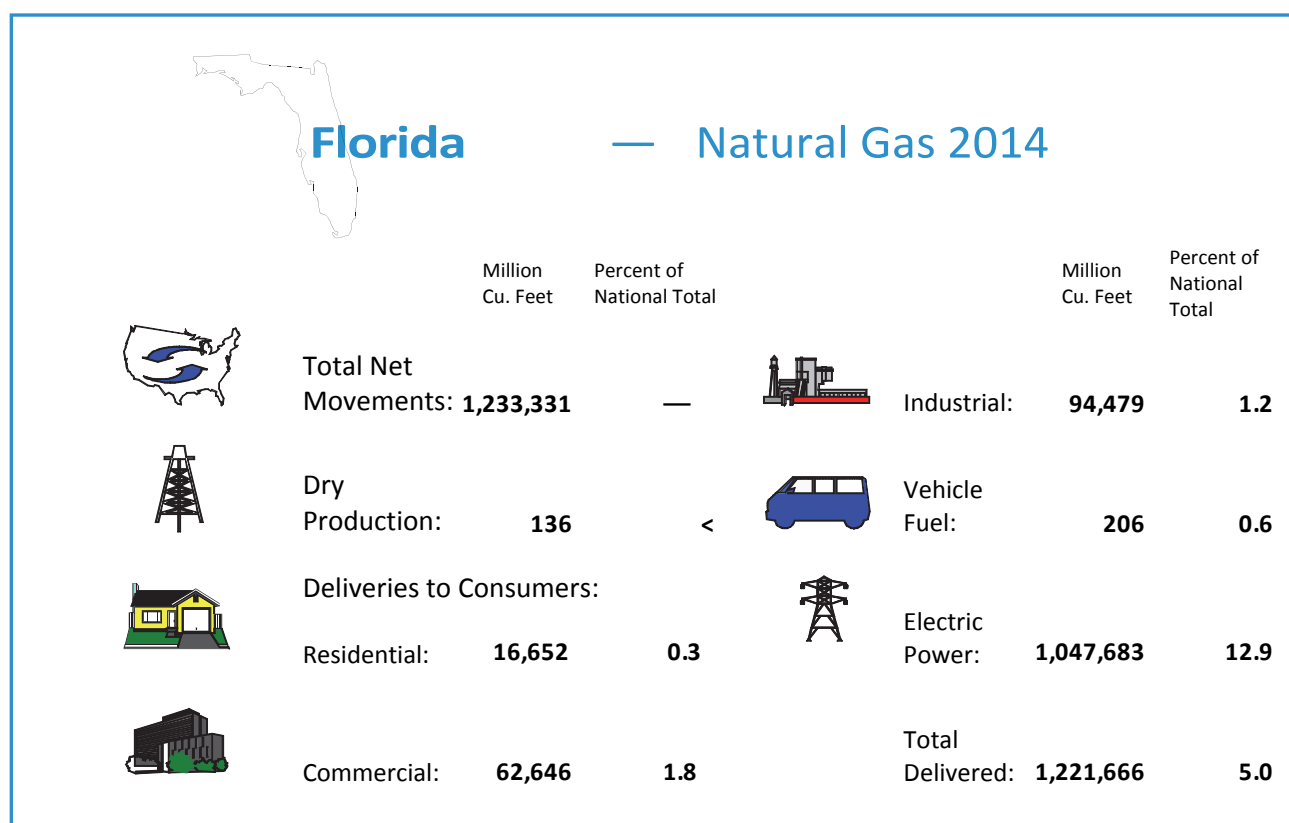 Florida — Natural Gas 2014
Million
Cu. Feet
Percent of
National Total
Total Net
Movements: 1,233,331 —
Dry
Production: 136 <
Deliveries to Consumers:
Residential: 16,652 0.3
Commercial: 62,646 1.8
Million
Cu. Feet
Percent of
National
Total
Industrial: 94,479 1.2
Vehicle
Fuel: 206 0.6
Electric
Power: 1,047,683 12.9
Total
Delivered: 1,221,666 5.0